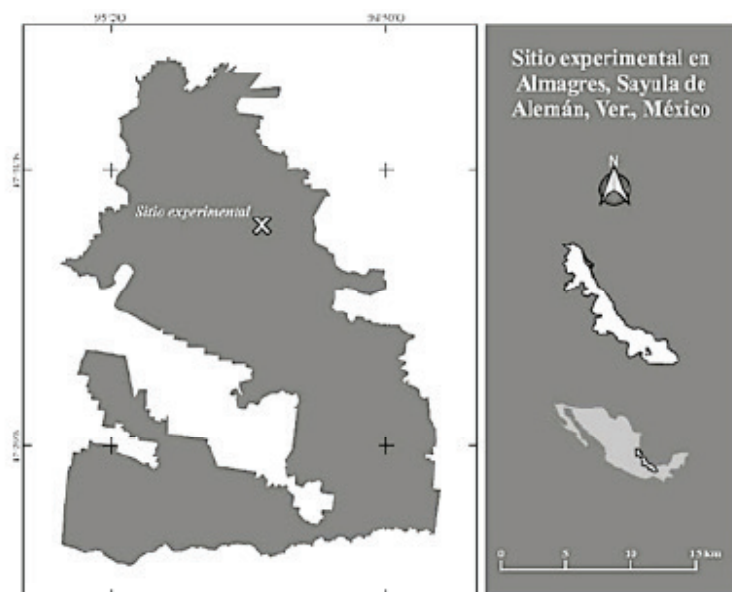 Sitio experimental
Sitio experimental en
Almagres, Sayula de
Alemán, Ver., México
N
0 5 10 15 km